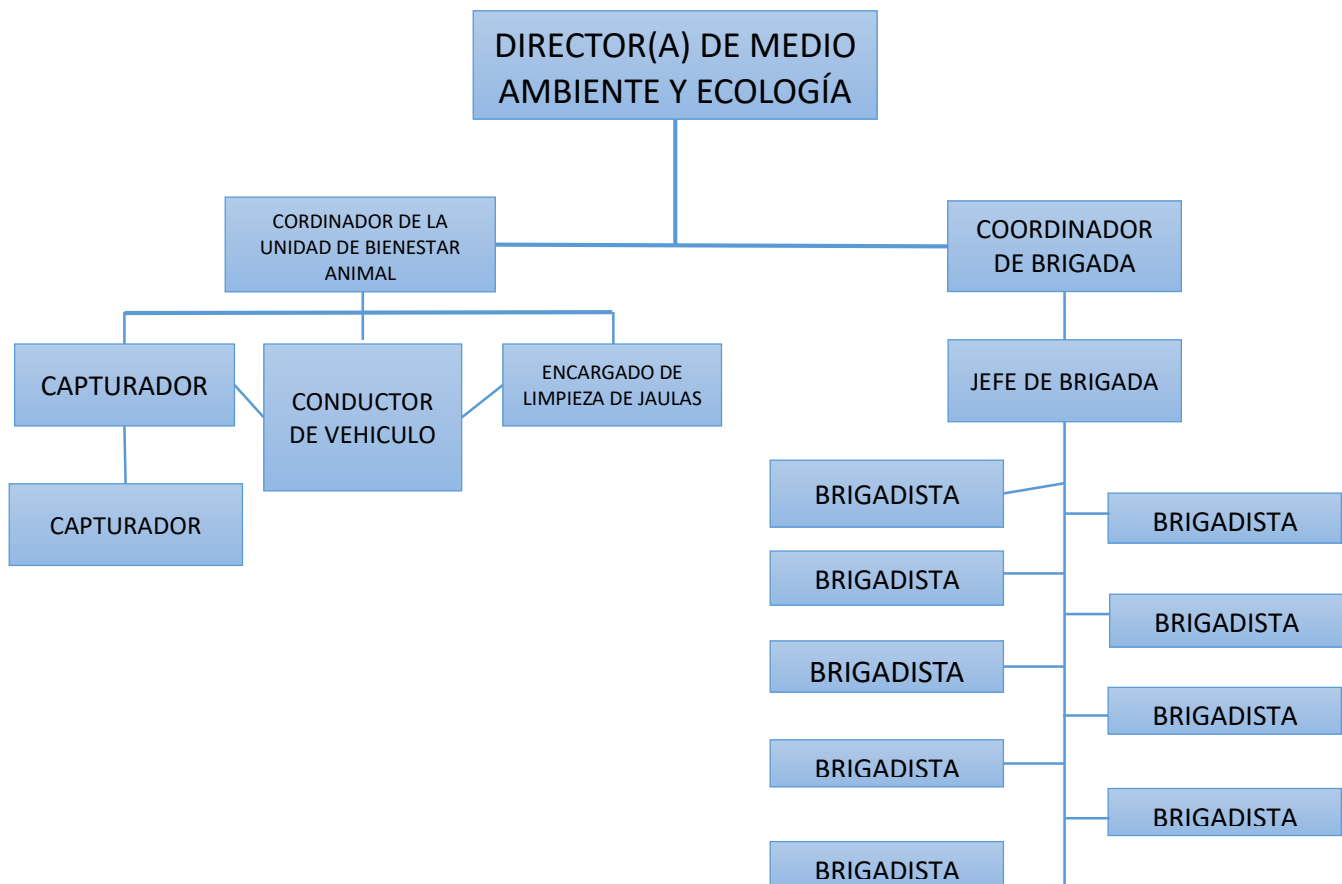 DIRECTOR(A) DE MEDIO
AMBIENTE Y ECOLOGÍA
CORDINADOR DE LA
UNIDAD DE BIENESTAR
ANIMAL
COORDINADOR
DE BRIGADA
CAPTURADOR
CONDUCTOR
DE VEHICULO
ENCARGADO DE
LIMPIEZA DE JAULAS
JEFE DE BRIGADA
CAPTURADOR
BRIGADISTA
BRIGADISTA
BRIGADISTA
BRIGADISTA
BRIGADISTA
BRIGADISTA
BRIGADISTA
BRIGADISTA
BRIGADISTA